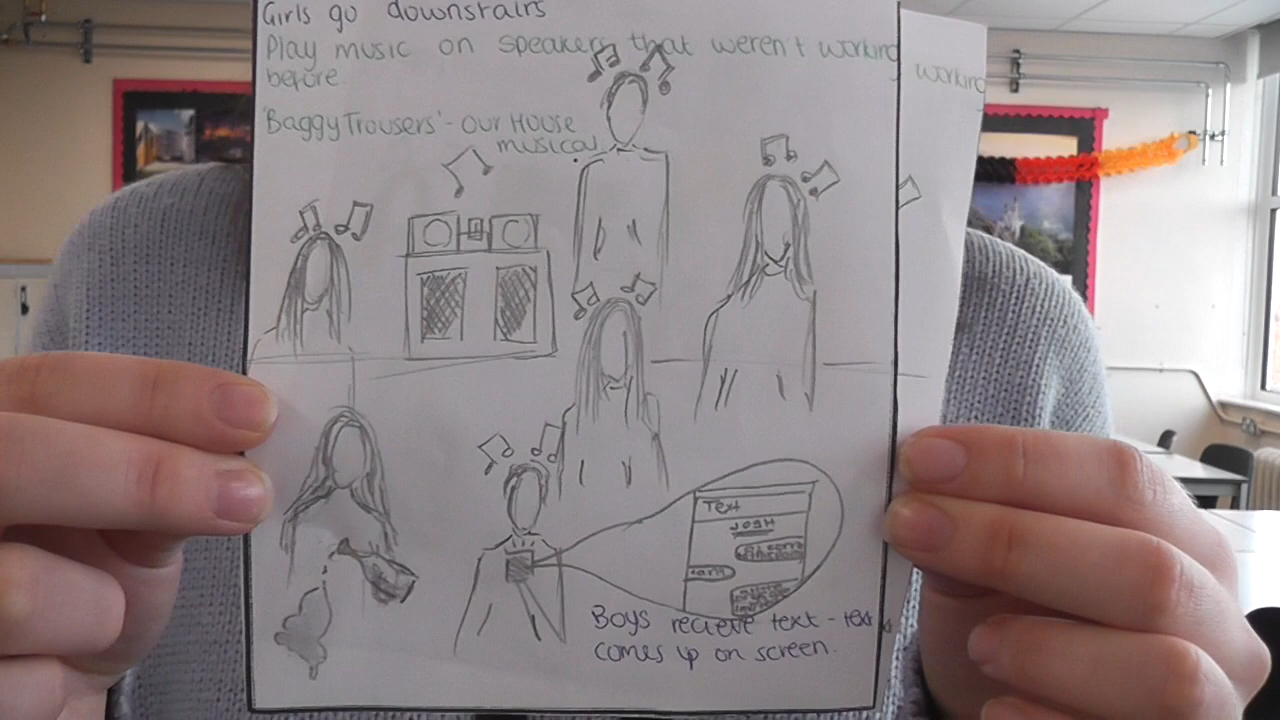 Girls go downstairs
Play music on speakers that weren't working
before.
working
'Baggy Trousers' - Our House
musical.
Text
JOSH
Boys recieve text - text
comes up on screen.